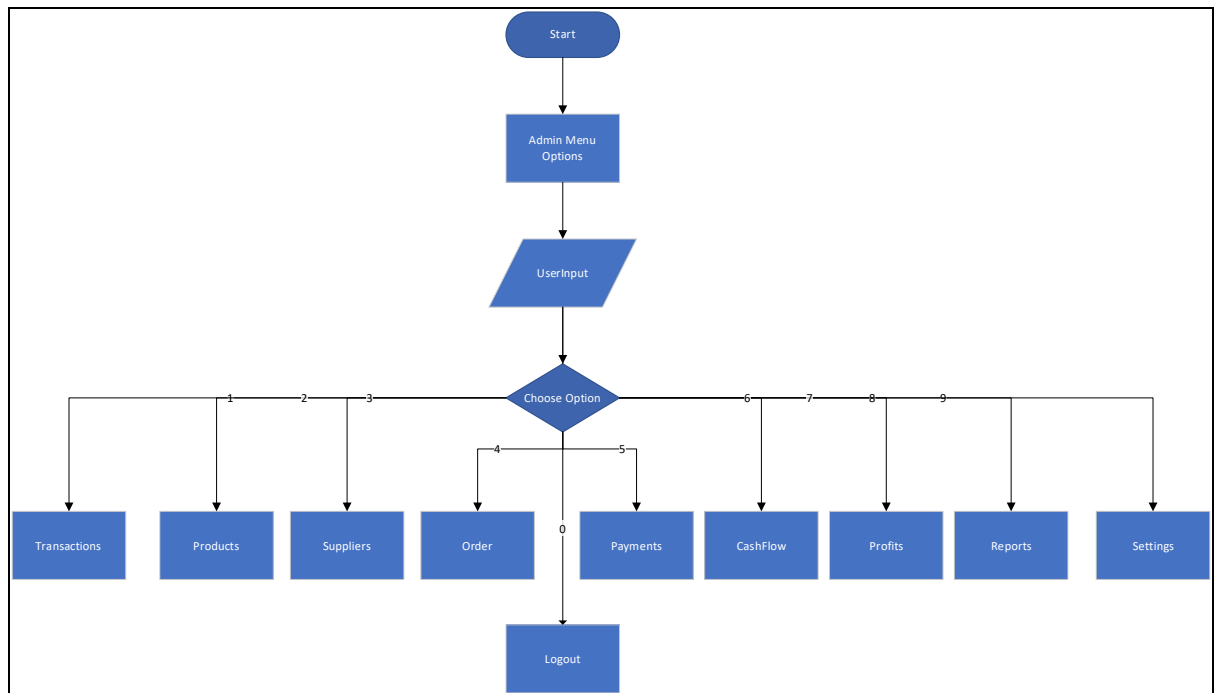 Start
Admin Menu
Options
UserInput
Choose Option
1
2
3
6
7
8
9
4
5
0
Transactions
Products
Suppliers
Order
Payments
CashFlow
Profits
Reports
Settings
Logout